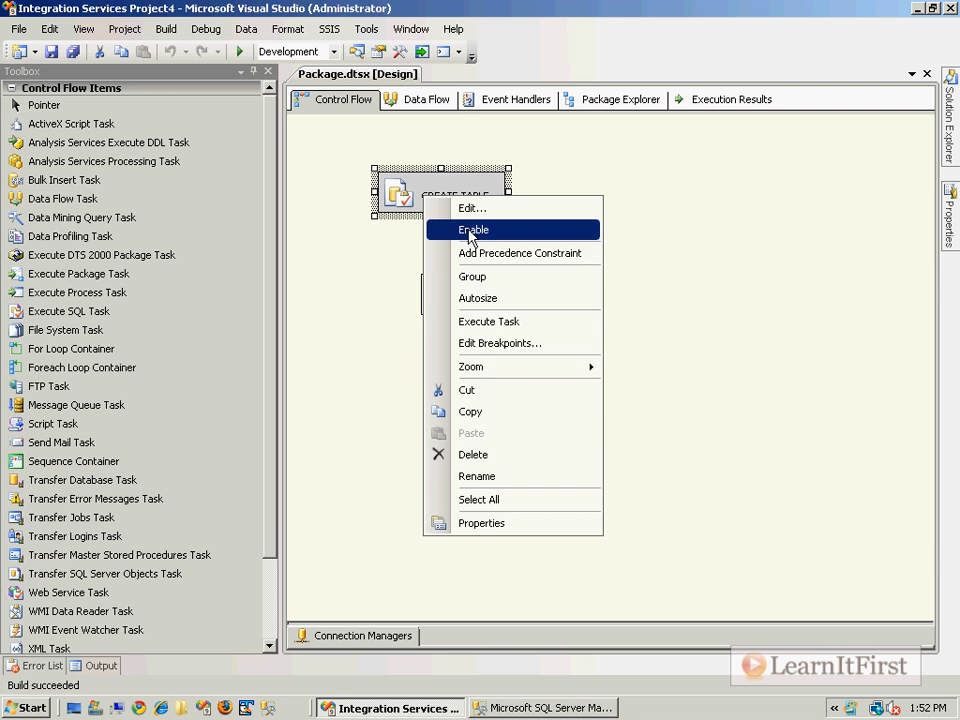 Integration Services Project4 - Microsoft Visual Studio (Administrator)
File Edit View Project Build Debug Data Format SSIS Tools Window Help
Development
Toolbox
Control Flow Items
Pointer
ActiveX Script Task
Analysis Services Execute DDL Task
Analysis Services Processing Task
Bulk Insert Task
Data Flow Task
Data Mining Query Task
Data Profiling Task
Execute DTS 2000 Package Task
Execute Package Task
Execute Process Task
Execute SQL Task
File System Task
For Loop Container
Foreach Loop Container
FTP Task
Message Queue Task
Script Task
Send Mail Task
Sequence Container
Transfer Database Task
Transfer Error Messages Task
Transfer Jobs Task
Transfer Logins Task
Transfer Master Stored Procedures Task
Transfer SQL Server Objects Task
Web Service Task
WMI Data Reader Task
WMI Event Watcher Task
XML Task
Error List Output
Package.dtsx [Design]
Control Flow Data Flow Event Handlers Package Explorer Execution Results
CREATE TABLE
Edit...
Enable
Add Precedence Constraint
Group
Autosize
Execute Task
Edit Breakpoints...
Zoom
Cut
Copy
Paste
Delete
Rename
Select All
Properties
Connection Managers
Solution Explorer
Properties
LearnItFirst
Build succeeded
Start
Integration Services ...
Microsoft SQL Server Ma...
1:52 PM